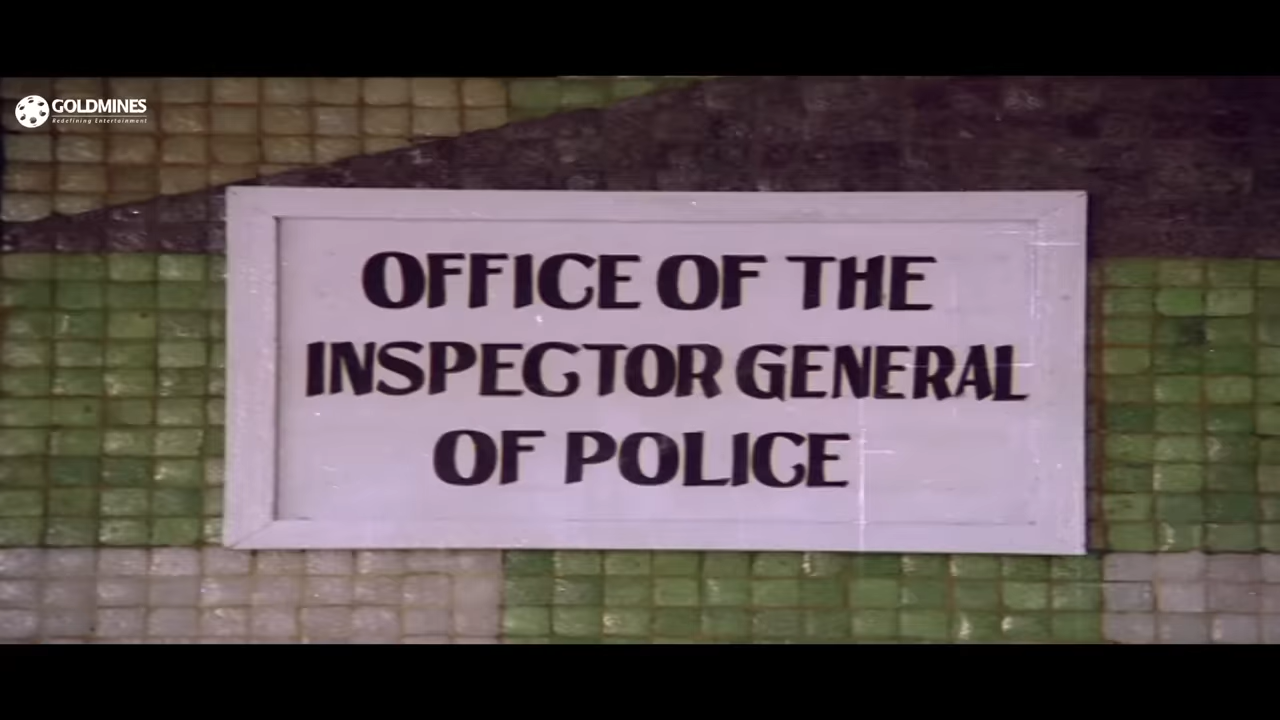 GOLDMINES
Redefining Entertainment
OFFICE OF THE
INSPECTOR GENERAL
OF POLICE